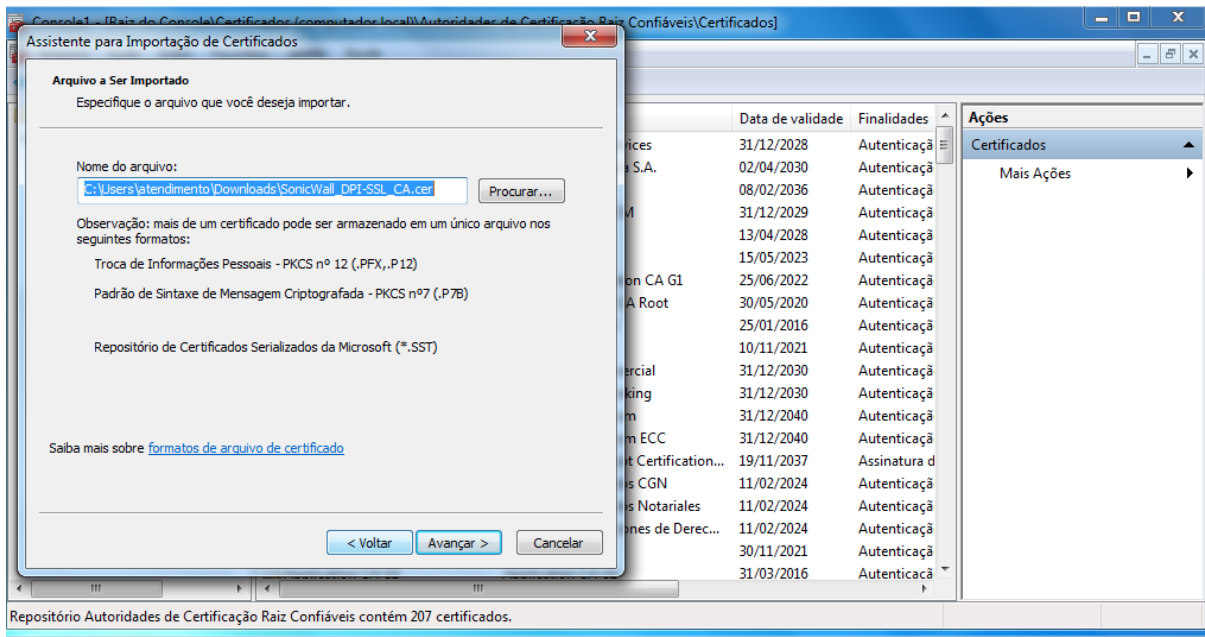 Console1 - [Raiz do Console\Certificados (computador local)\Autoridades de Certificação Raiz Confiáveis\Certificados]
Assistente para Importação de Certificados
Arquivo a Ser Importado
Especifique o arquivo que você deseja importar.
Nome do arquivo:
C:\Users\atendimento\Downloads\SonicWall_DPI-SSL_CA.cer
Procurar...
Observação: mais de um certificado pode ser armazenado em um único arquivo nos
seguintes formatos:
Troca de Informações Pessoais - PKCS nº 12 (.PFX,.P12)
Padrão de Sintaxe de Mensagem Criptografada - PKCS nº7 (.P7B)
Repositório de Certificados Serializados da Microsoft (*.SST)
Saiba mais sobre formatos de arquivo de certificado
< Voltar Avançar > Cancelar
Data de validade Finalidades
ices 31/12/2028 Autenticaçã
S.A. 02/04/2030 Autenticaçã
08/02/2036 Autenticaçã
M 31/12/2029 Autenticaçã
13/04/2028 Autenticaçã
15/05/2023 Autenticaçã
on CA G1 25/06/2022 Autenticaçã
A Root 30/05/2020 Autenticaçã
25/01/2016 Autenticaçã
10/11/2021 Autenticaçã
ercial 31/12/2030 Autenticaçã
king 31/12/2030 Autenticaçã
m 31/12/2040 Autenticaçã
m ECC 31/12/2040 Autenticaçã
t Certification... 19/11/2037 Assinatura d
s CGN 11/02/2024 Autenticaçã
s Notariales 11/02/2024 Autenticaçã
ones de Derec... 11/02/2024 Autenticaçã
30/11/2021 Autenticaçã
31/03/2016 Autenticaçã
Ações
Certificados
Mais Ações
Repositório Autoridades de Certificação Raiz Confiáveis contém 207 certificados.